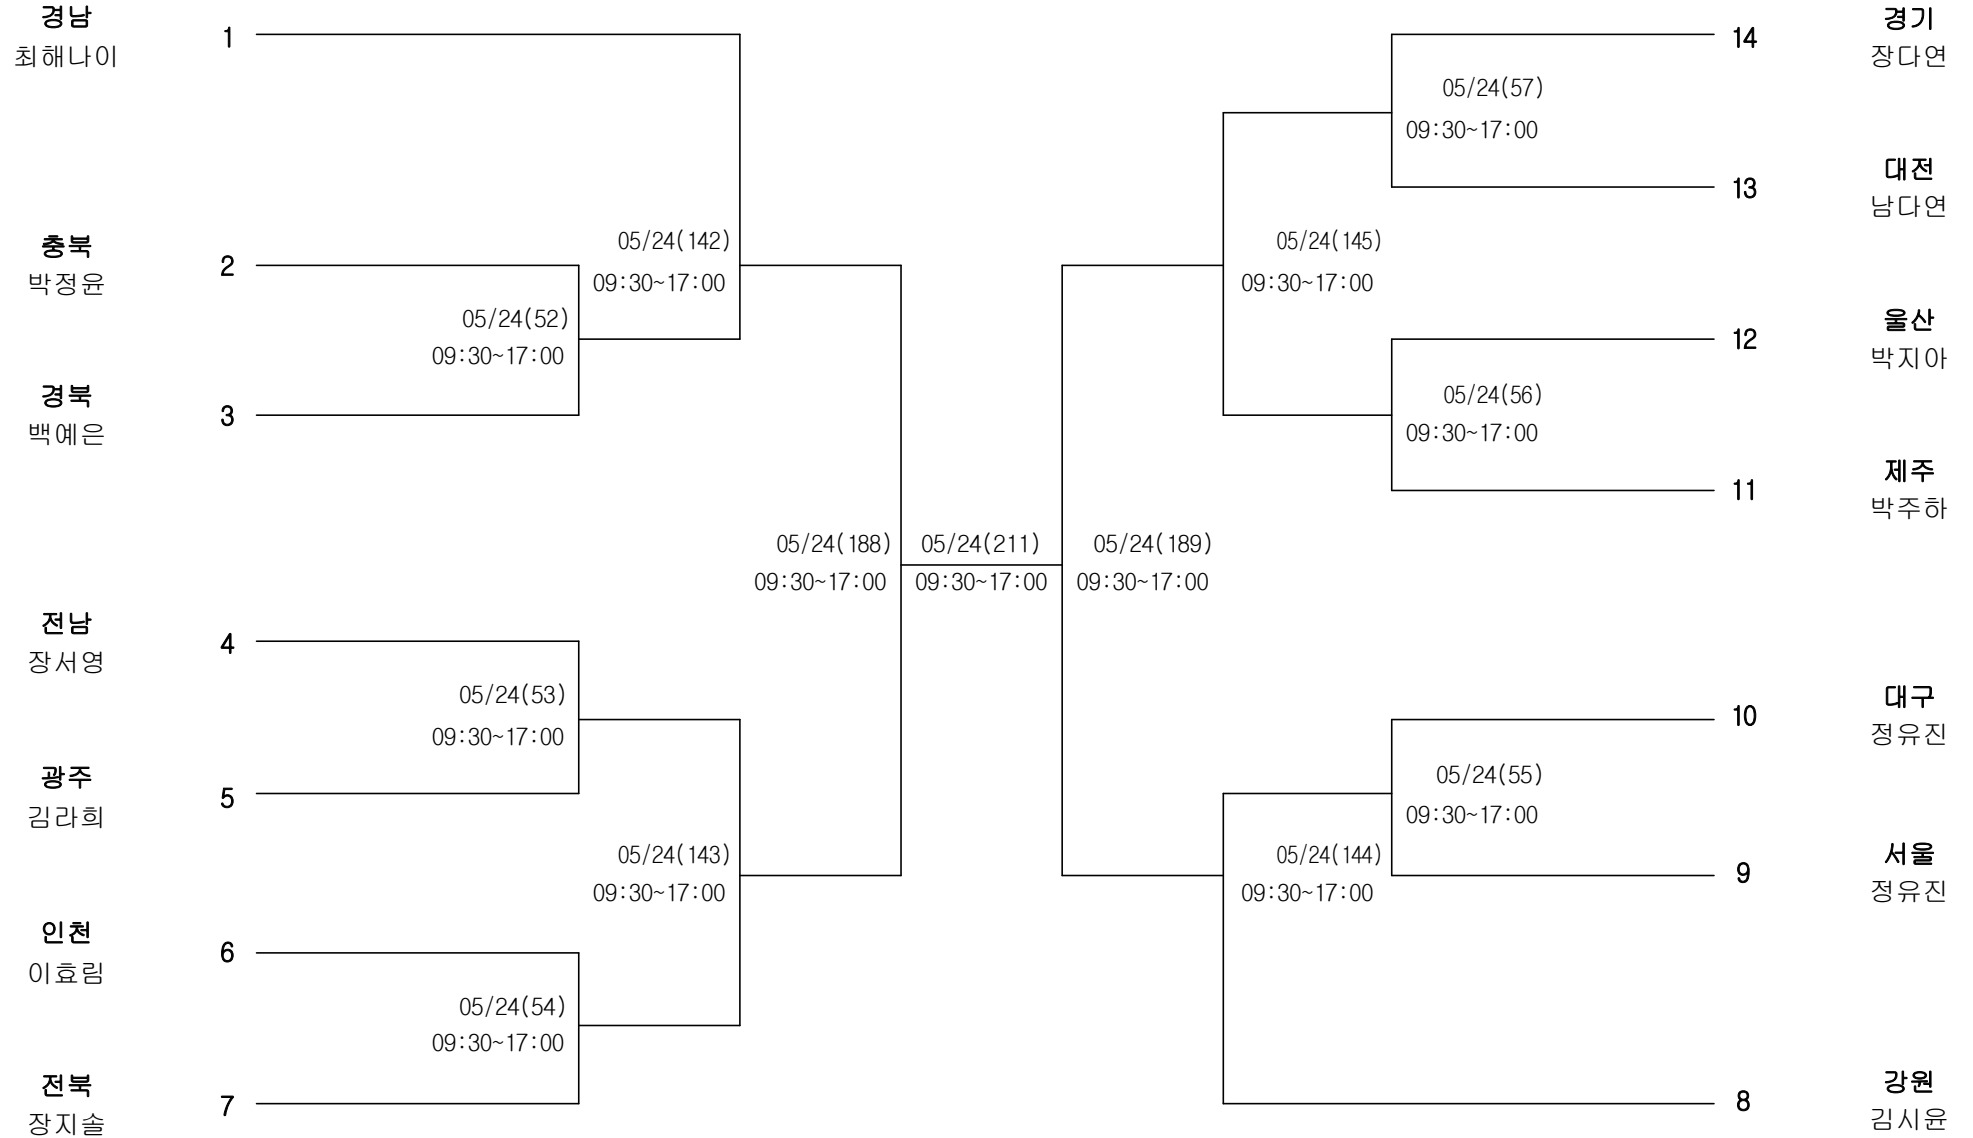 경남
최해나이
1
충북
박정윤
2
경북
백예은
3
전남
장서영
4
광주
김라희
5
인천
이효림
6
전북
장지솔
7
05/24(52)
09:30~17:00
05/24(53)
09:30~17:00
05/24(54)
09:30~17:00
05/24(142)
09:30~17:00
05/24(143)
09:30~17:00
05/24(188)
09:30~17:00
05/24(211)
09:30~17:00
05/24(189)
09:30~17:00
05/24(145)
09:30~17:00
05/24(144)
09:30~17:00
05/24(57)
09:30~17:00
05/24(56)
09:30~17:00
05/24(55)
09:30~17:00
14
경기
장다연
13
대전
남다연
12
울산
박지아
11
제주
박주하
10
대구
정유진
9
서울
정유진
8
강원
김시윤